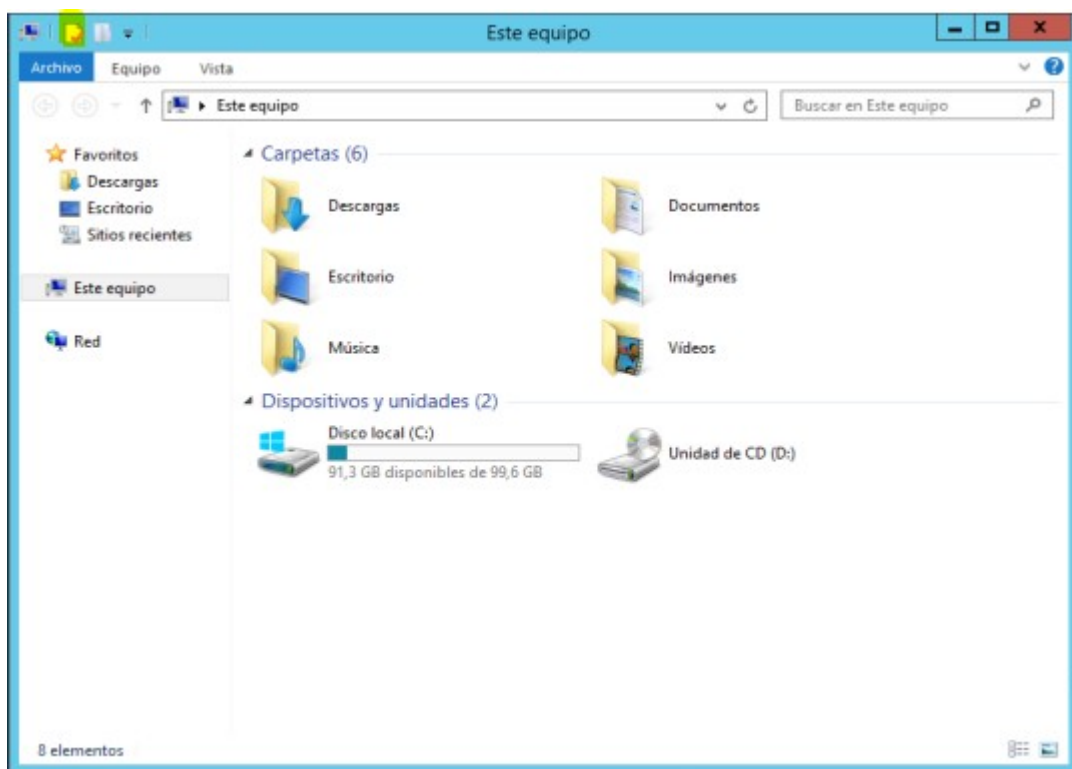 Este equipo
Archivo Equipo Vista
Este equipo Buscar en Este equipo
Favoritos
Descargas
Escritorio
Sitios recientes
Este equipo
Red
Carpetas (6)
Descargas Documentos
Escritorio Imágenes
Música Vídeos
Dispositivos y unidades (2)
Disco local (C:)
91,3 GB disponibles de 99,6 GB
Unidad de CD (D:)
8 elementos